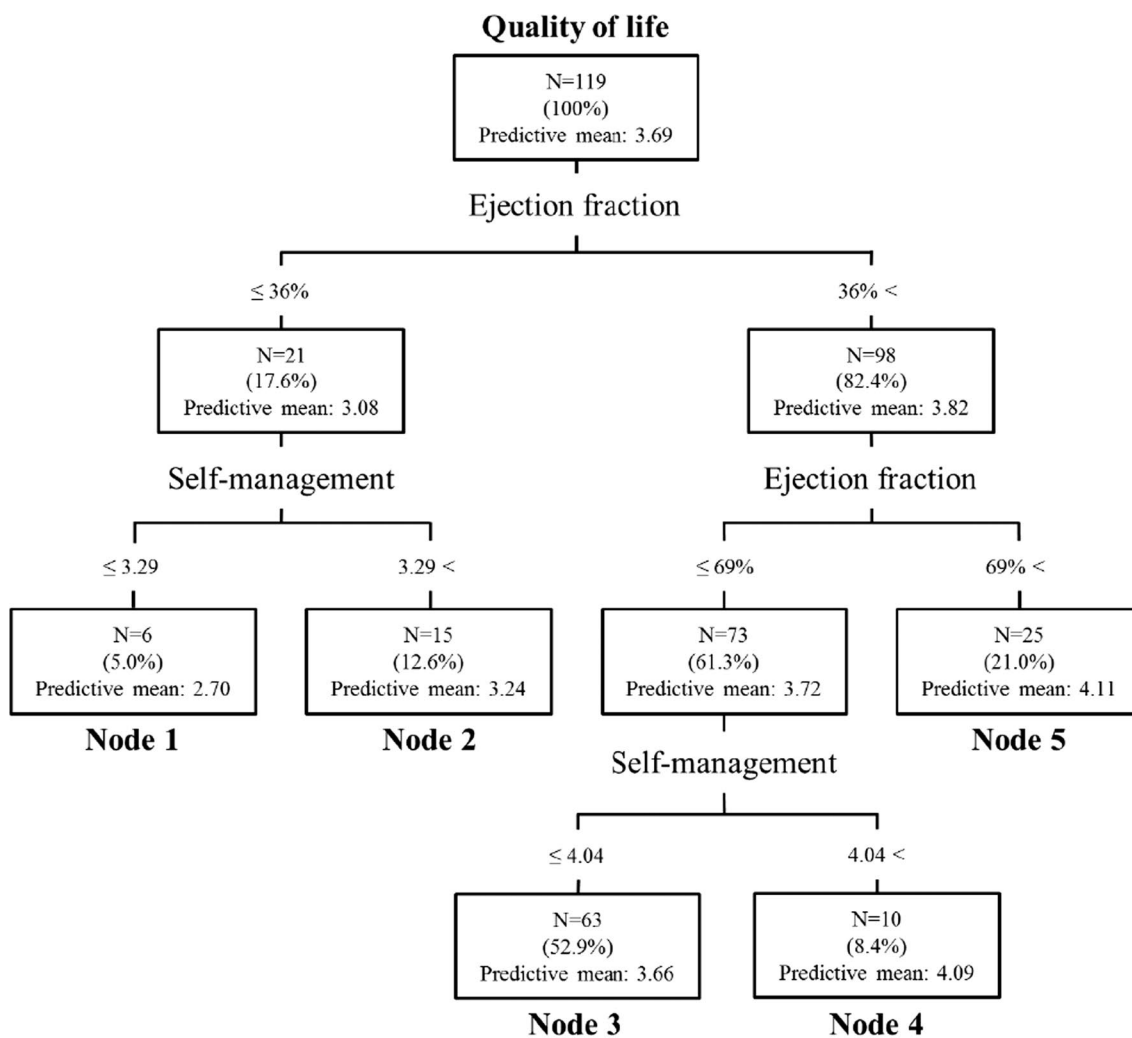 Quality of life
N=119
(100%)
Predictive mean: 3.69
Ejection fraction
≤ 36%
36% <
N=21
(17.6%)
Predictive mean: 3.08
N=98
(82.4%)
Predictive mean: 3.82
Self-management
Ejection fraction
≤ 3.29
3.29 <
≤ 69%
69% <
N=6
(5.0%)
Predictive mean: 2.70
Node 1
N=15
(12.6%)
Predictive mean: 3.24
Node 2
N=73
(61.3%)
Predictive mean: 3.72
N=25
(21.0%)
Predictive mean: 4.11
Node 5
Self-management
≤ 4.04
4.04 <
N=63
(52.9%)
Predictive mean: 3.66
Node 3
N=10
(8.4%)
Predictive mean: 4.09
Node 4